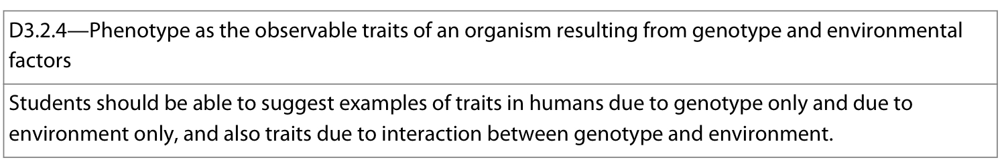 D3.2.4—Phenotype as the observable traits of an organism resulting from genotype and environmental
factors
Students should be able to suggest examples of traits in humans due to genotype only and due to
environment only, and also traits due to interaction between genotype and environment.